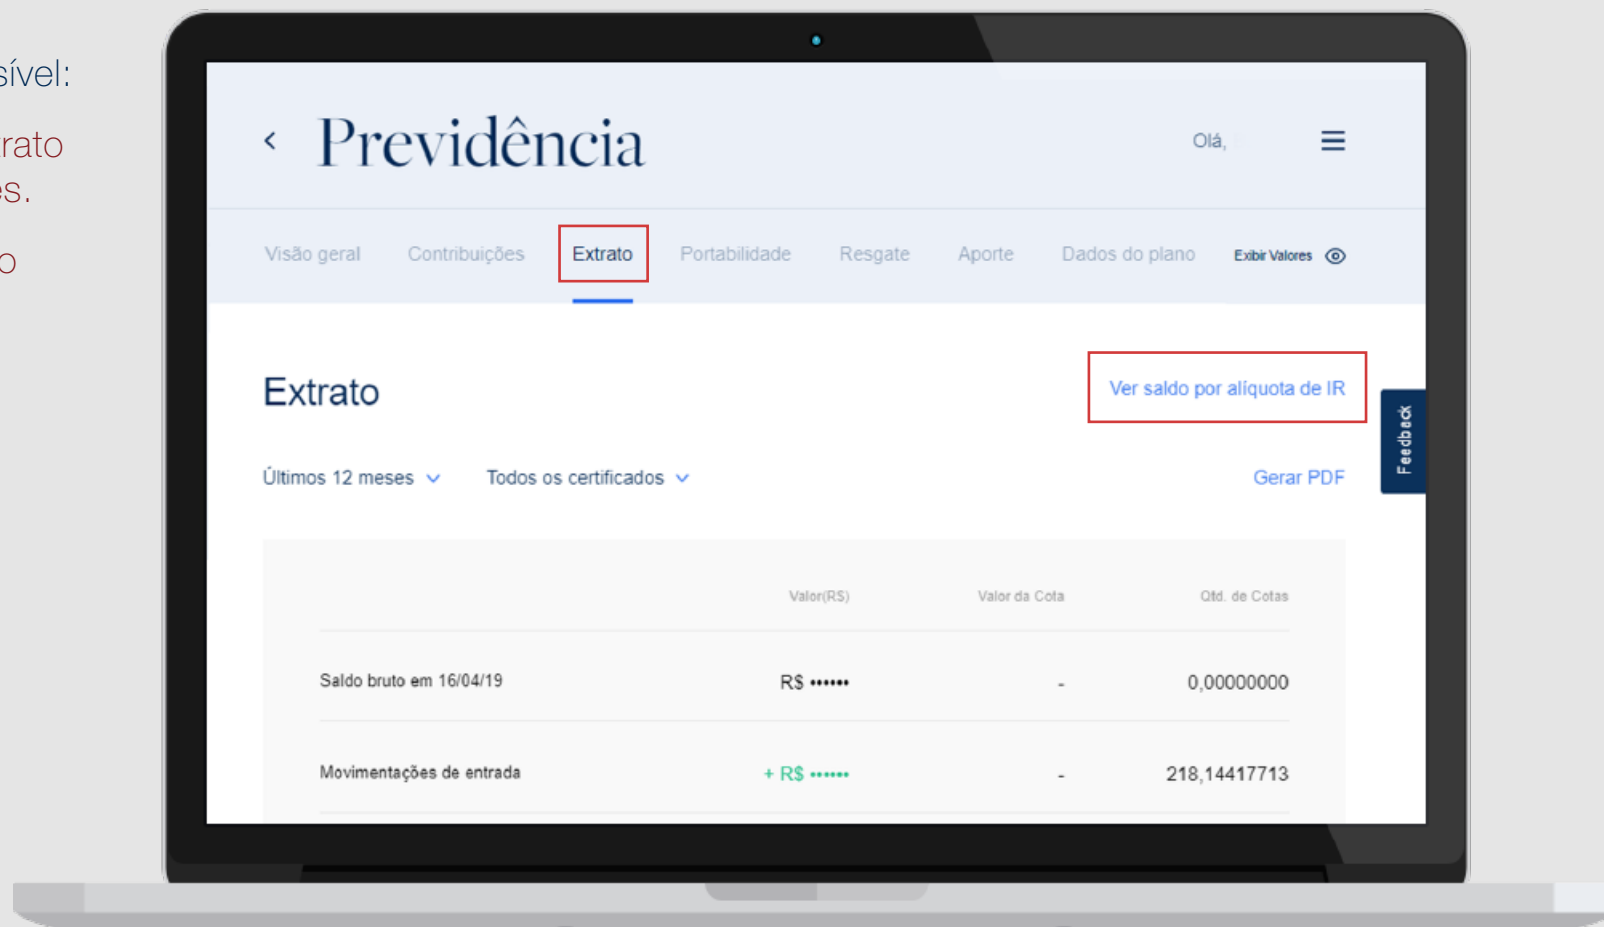 sível:
rato
es.
o
< Previdência
Olá,
Visão geral Contribuições Extrato Portabilidade Resgate Aporte Dados do plano Exibir Valores
Extrato
Ver saldo por alíquota de IR
Feedback
Últimos 12 meses Todos os certificados Gerar PDF
Valor(R$) Valor da Cota Qtd. de Cotas
Saldo bruto em 16/04/19 R$ •••••• - 0,00000000
Movimentações de entrada + R$ •••••• - 218,14417713